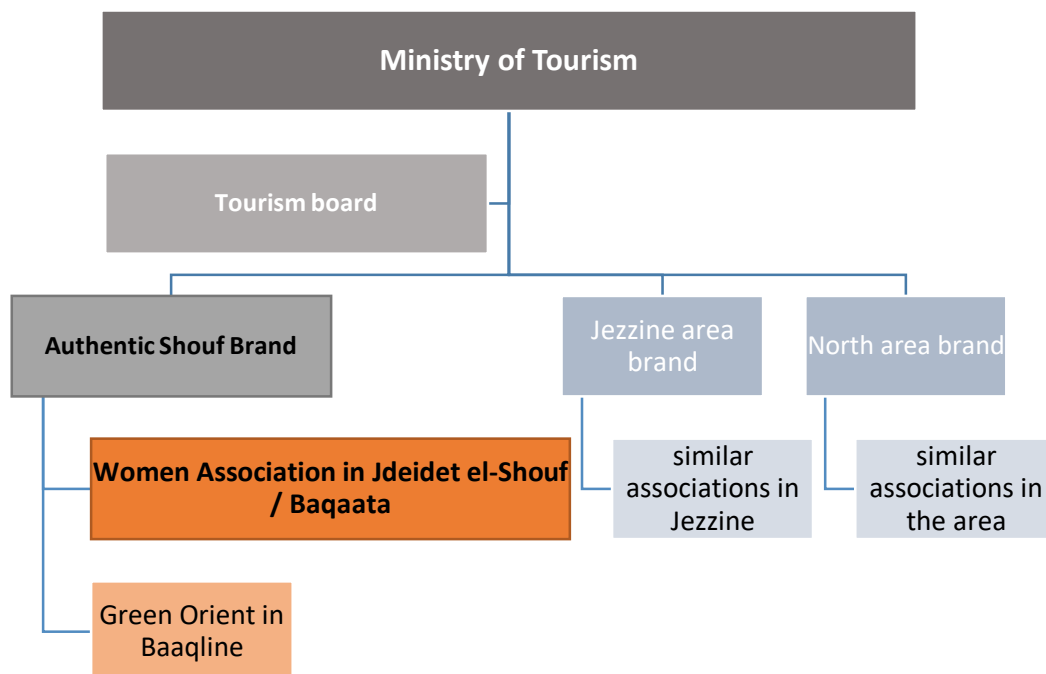 Ministry of Tourism
Tourism board
Authentic Shouf Brand
Jezzine area
brand
North area brand
Women Association in Jdeidet el-Shouf
/ Baqaata
similar
associations in
Jezzine
similar
associations in
the area
Green Orient in
Baaqline